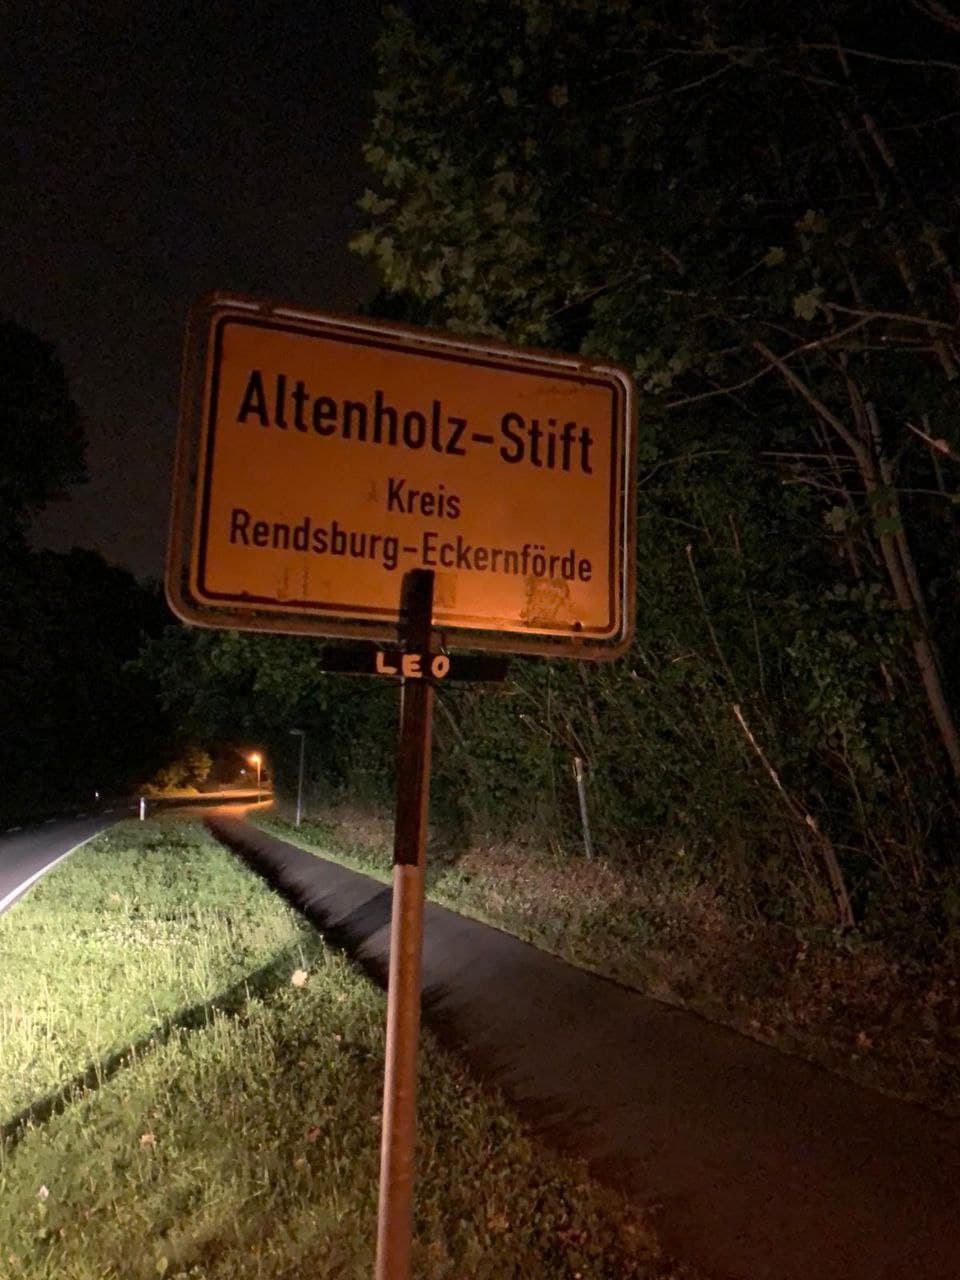 Altenholz-Stift
Kreis
Rendsburg-Eckernförde
LEO